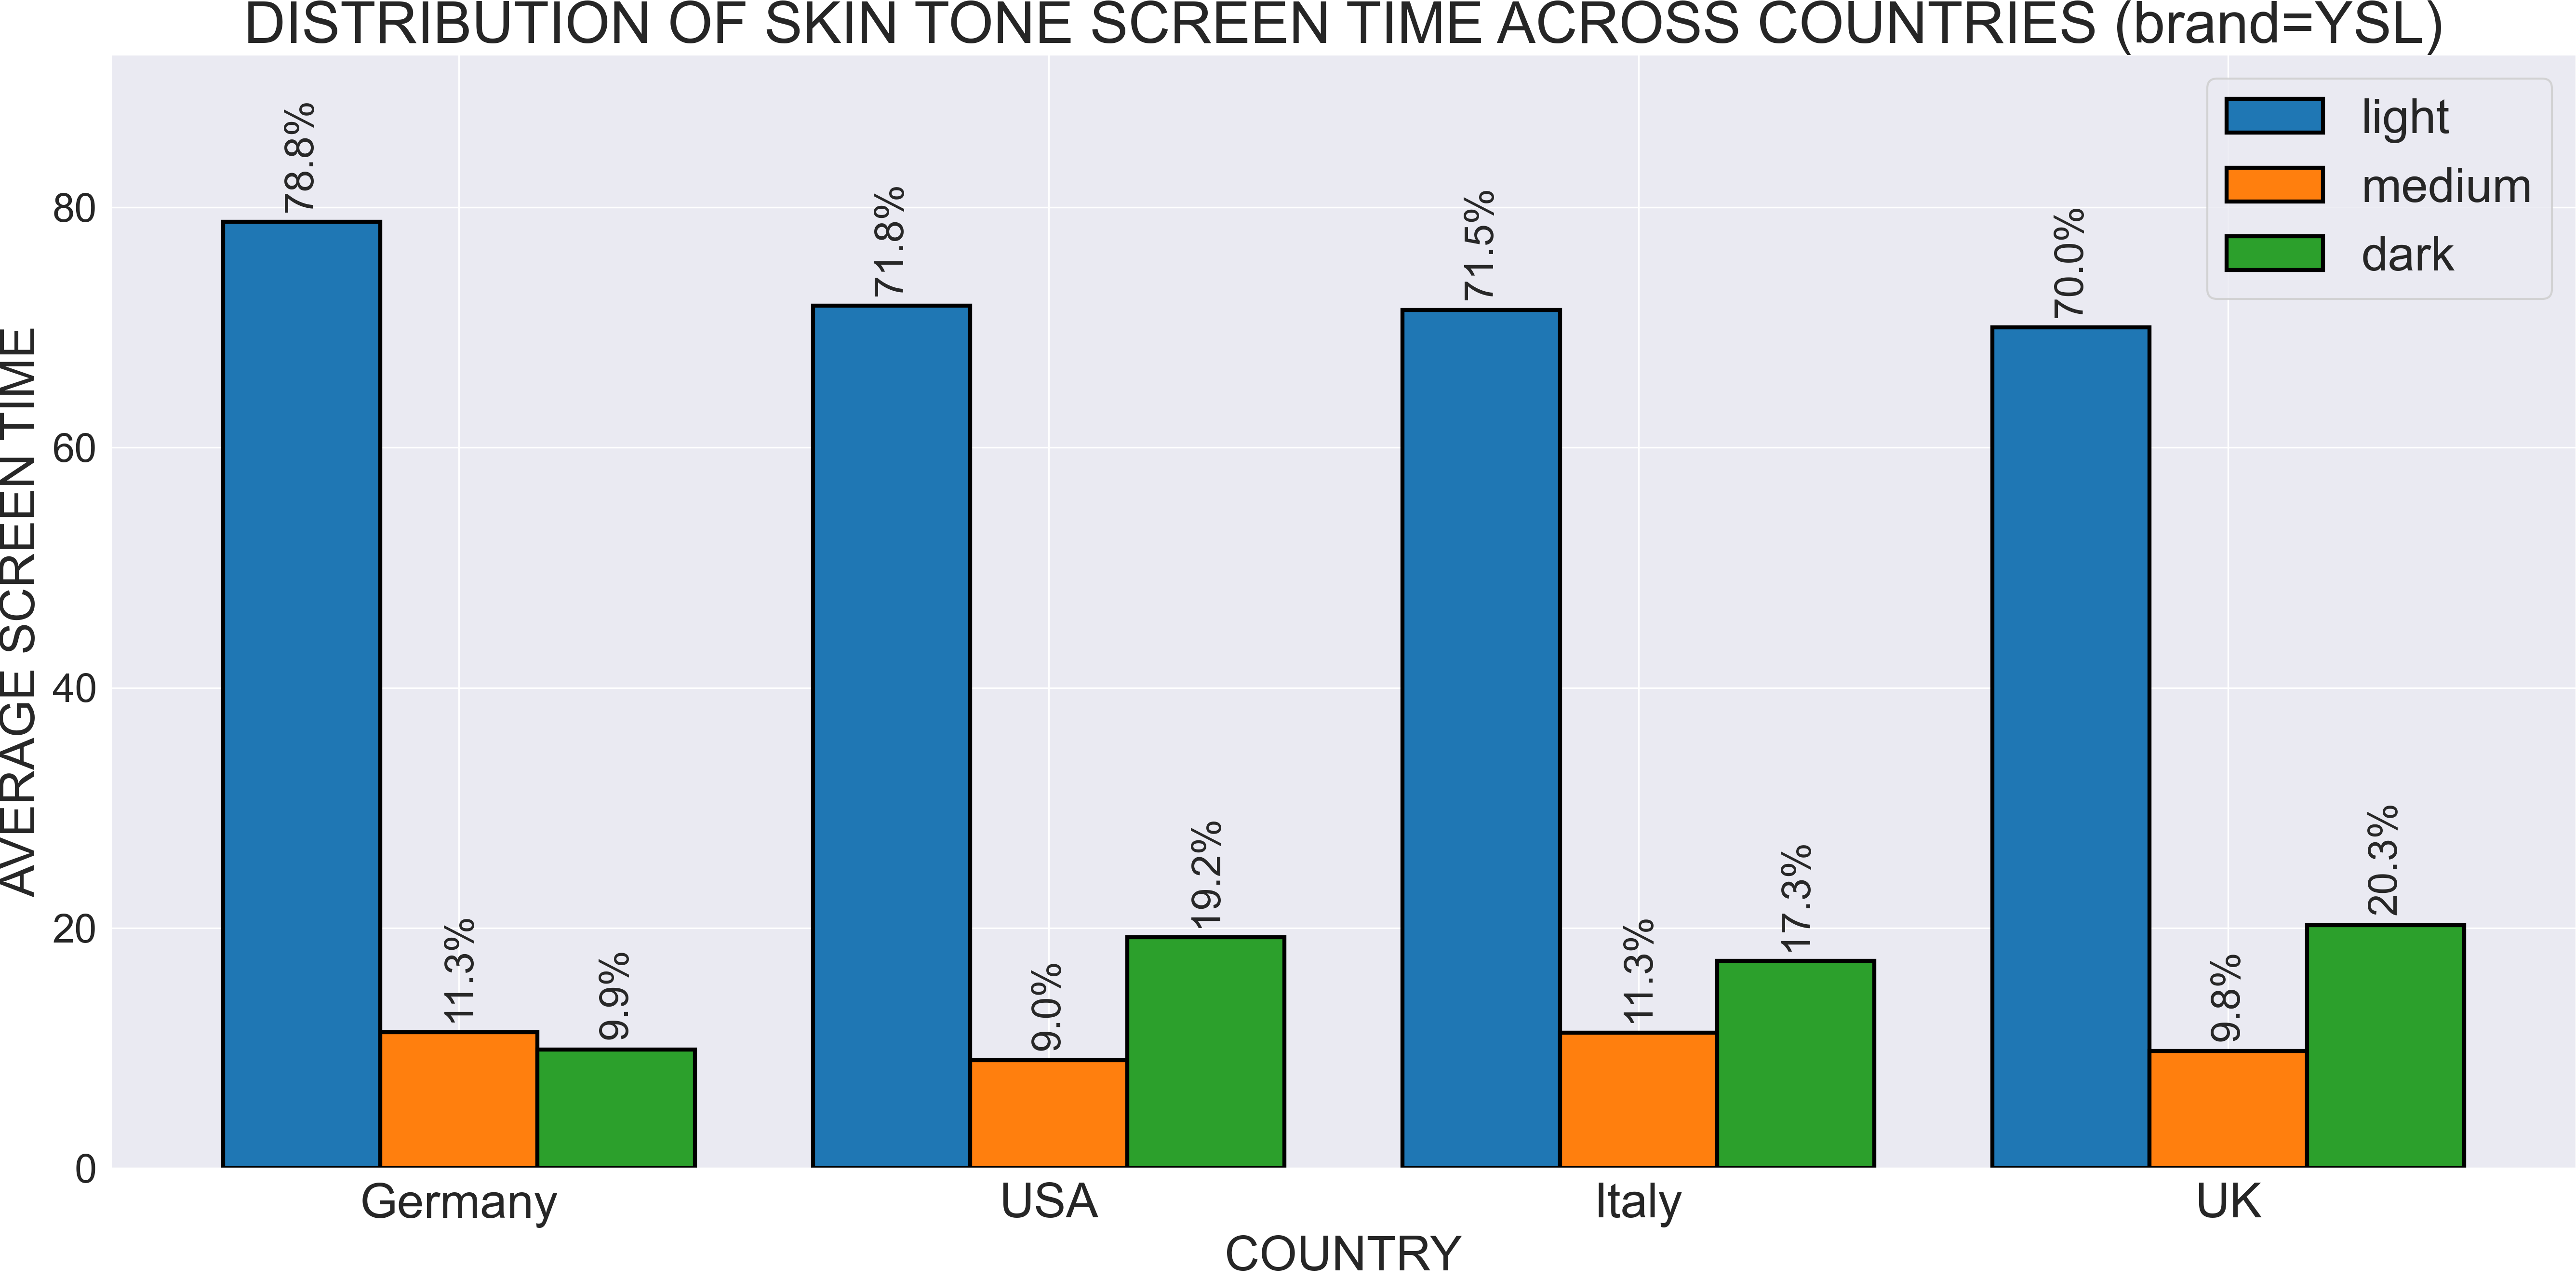 DISTRIBUTION OF SKIN TONE SCREEN TIME ACROSS COUNTRIES (brand=YSL)
light
medium
dark
AVERAGE SCREEN TIME
80
60
40
20
0
78.8%
11.3%
9.9%
71.8%
9.0%
19.2%
71.5%
11.3%
17.3%
70.0%
9.8%
20.3%
Germany
USA
Italy
UK
COUNTRY